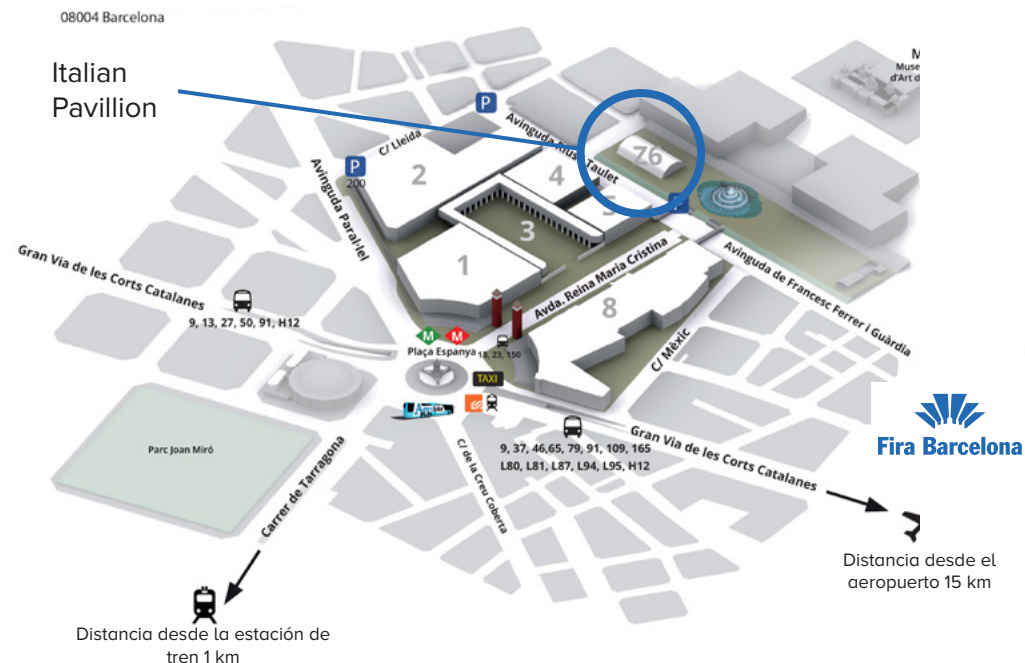 08004 Barcelona
Italian
Pavillion
M
Muse
d'Art d
P
P
200
C/ Lleida
Avinguda Rius i Taulet
Avinguda Paral·lel
2
4
76
5
3
1
8
Avda. Reina Maria Cristina
Avinguda de Francesc Ferrer i Guàrdia
C/ Mèxic
Gran Via de les Corts Catalanes
9, 13, 27, 50, 91, H12
M M
Plaça Espanya
13, 23, 150
TAXI
Parc Joan Miró
Carrer de Tarragona
C/ de la Creu Coberta
9, 37, 46,65, 79, 91, 109, 165
L80, L81, L87, L94, L95, H12
Gran Via de les Corts Catalanes
Fira Barcelona
Distancia desde el
aeropuerto 15 km
Distancia desde la estación de
tren 1 km